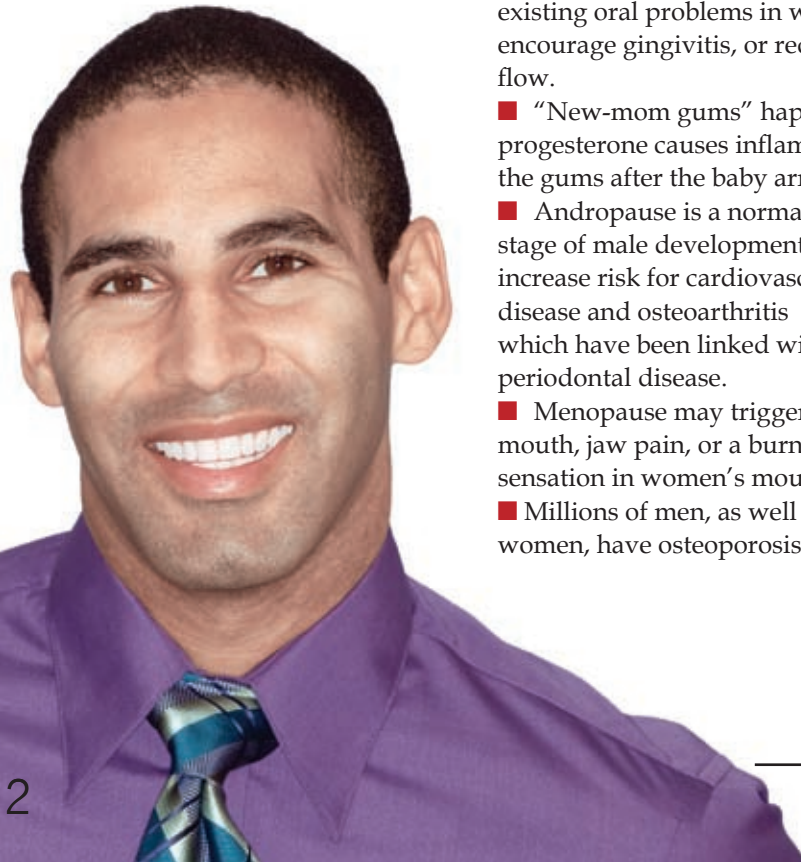 existing oral problems in w
encourage gingivitis, or rec
flow.
■ “New-mom gums” hap
progesterone causes inflam
the gums after the baby arr
■ Andropause is a norma
stage of male development
increase risk for cardiovasc
disease and osteoarthritis
which have been linked wi
periodontal disease.
■ Menopause may trigger
mouth, jaw pain, or a burn
sensation in women’s mou
■ Millions of men, as well
women, have osteoporosis
2